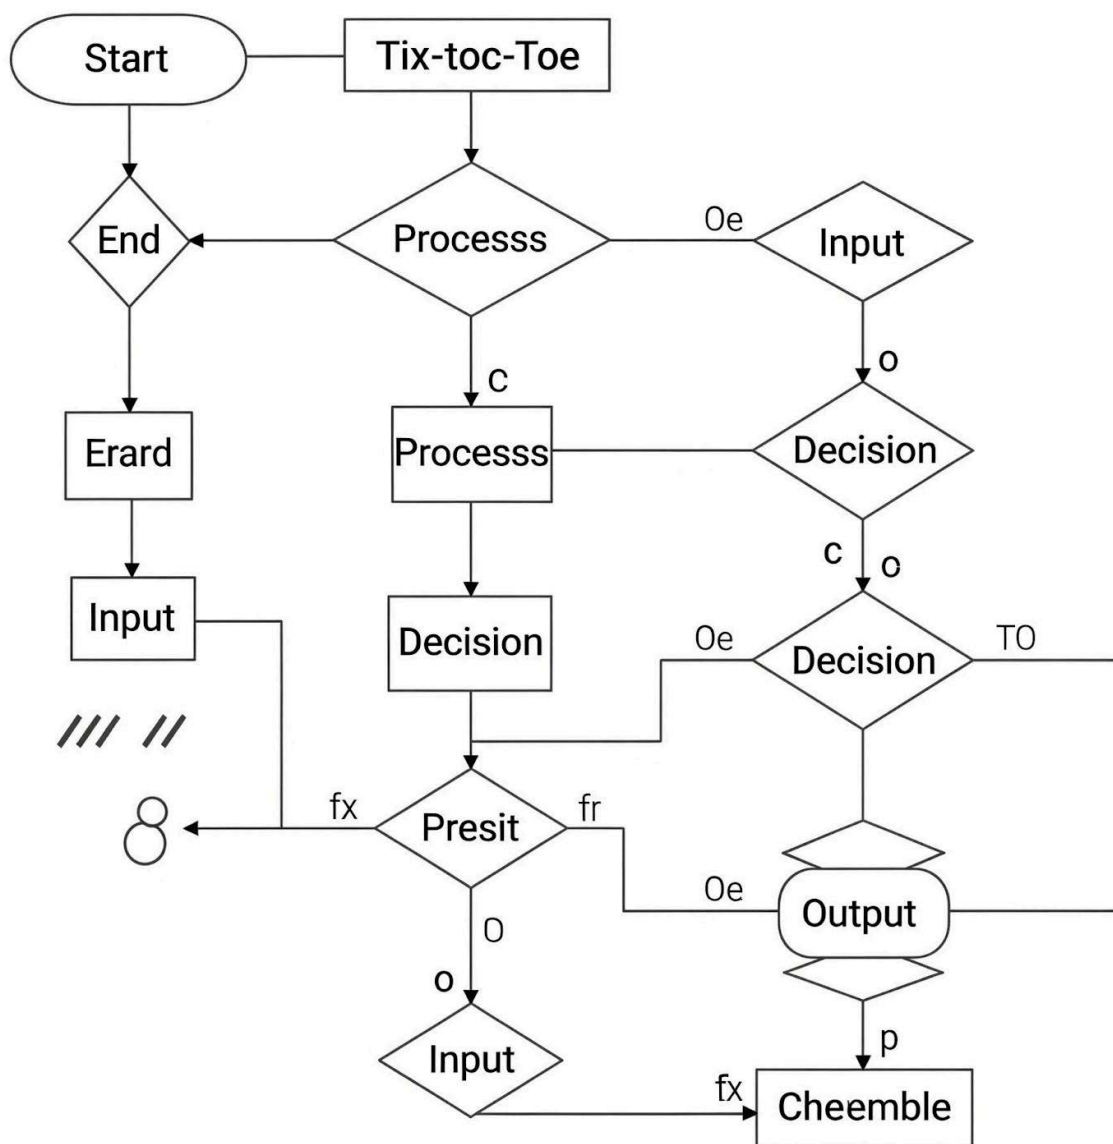 Start
Tix-toc-Toe
End
Processs
Oe
Input
c
o
Erard
Processs
Decision
c
o
Input
Decision
Oe
Decision
TO
fx
Presit
fr
Oe
Output
O
o
Input
p
fx
Cheemble